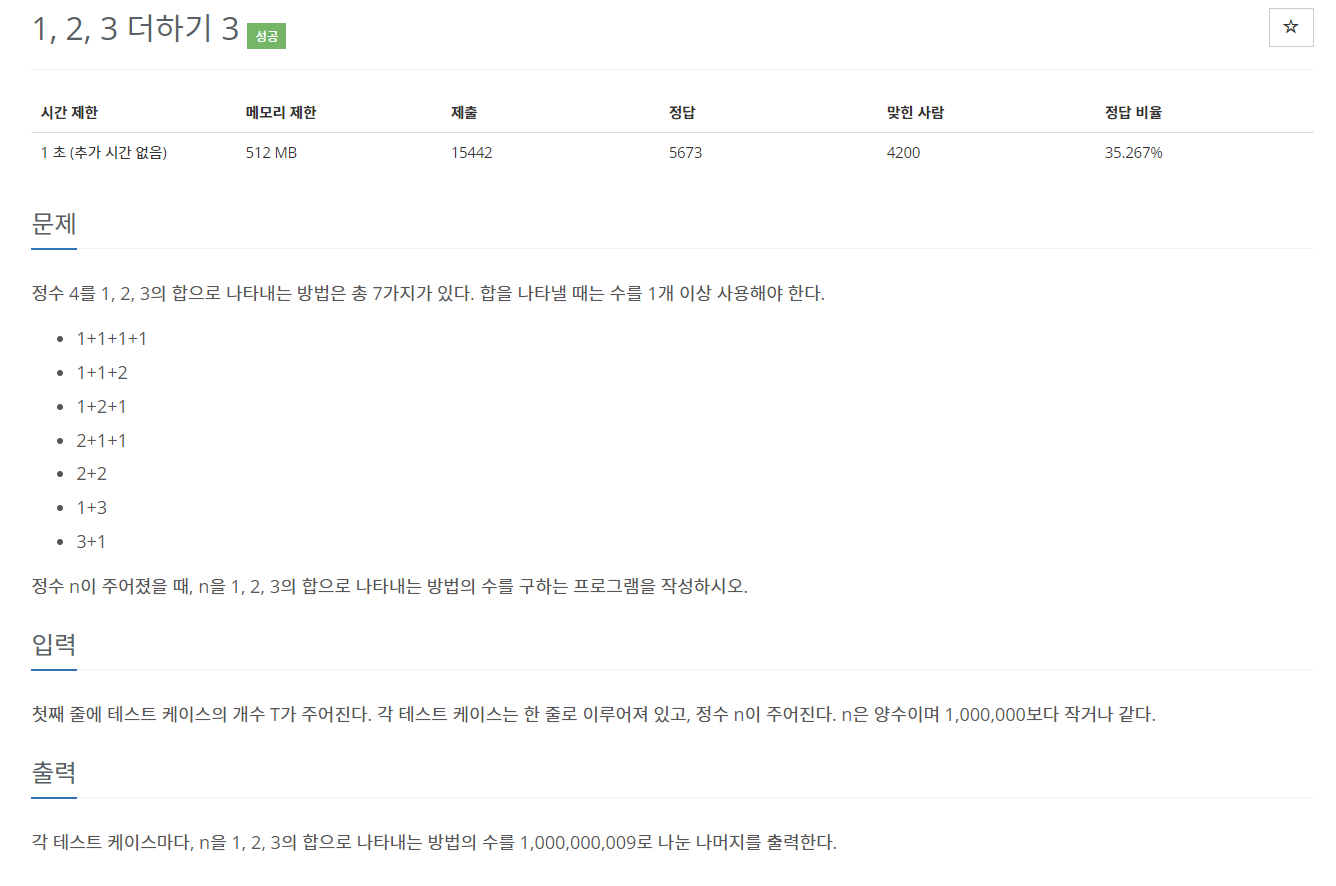 1, 2, 3 더하기 3 성공
☆
시간 제한 메모리 제한 제출 정답 맞힌 사람 정답 비율
1 초 (추가 시간 없음) 512 MB 15442 5673 4200 35.267%
문제
정수 4를 1, 2, 3의 합으로 나타내는 방법은 총 7가지가 있다. 합을 나타낼 때는 수를 1개 이상 사용해야 한다.
• 1+1+1+1
• 1+1+2
• 1+2+1
• 2+1+1
• 2+2
• 1+3
• 3+1
정수 n이 주어졌을 때, n을 1, 2, 3의 합으로 나타내는 방법의 수를 구하는 프로그램을 작성하시오.
입력
첫째 줄에 테스트 케이스의 개수 T가 주어진다. 각 테스트 케이스는 한 줄로 이루어져 있고, 정수 n이 주어진다. n은 양수이며 1,000,000보다 작거나 같다.
출력
각 테스트 케이스마다, n을 1, 2, 3의 합으로 나타내는 방법의 수를 1,000,000,009로 나눈 나머지를 출력한다.